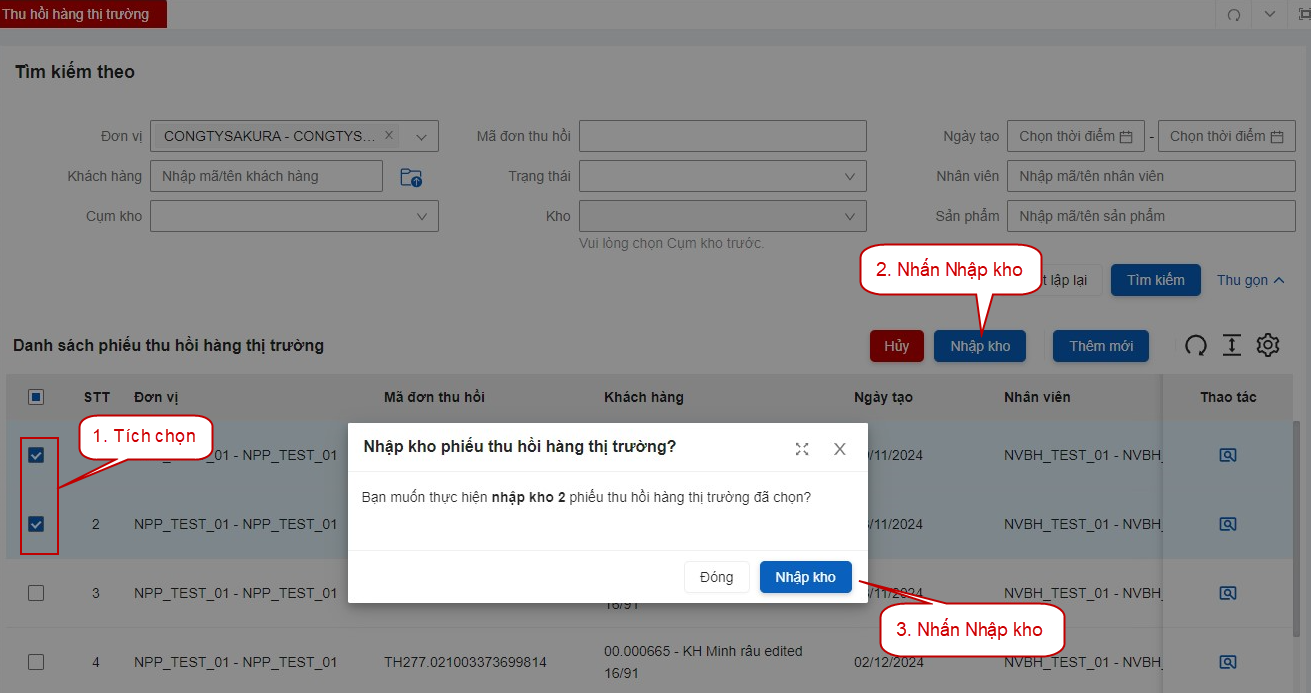 Thu hồi hàng thị trường
Tìm kiếm theo
Đơn vị CONGTYSAKURA - CONGTYS... Mã đơn thu hồi Ngày tạo Chọn thời điểm - Chọn thời điểm
Khách hàng Nhập mã/tên khách hàng Trạng thái Nhân viên Nhập mã/tên nhân viên
Cụm kho Kho Sản phẩm Nhập mã/tên sản phẩm
Vui lòng chọn Cụm kho trước.
2. Nhấn Nhập kho
lập lại Tìm kiếm Thu gọn
Danh sách phiếu thu hồi hàng thị trường Hủy Nhập kho Thêm mới
STT Đơn vị Mã đơn thu hồi Khách hàng Ngày tạo Nhân viên Thao tác
1. Tích chọn
_01 - NPP_TEST_01 /11/2024 NVBH_TEST_01 - NVBH_
2 NPP_TEST_01 - NPP_TEST_01 /11/2024 NVBH_TEST_01 - NVBH_
Nhập kho phiếu thu hồi hàng thị trường?
Bạn muốn thực hiện nhập kho 2 phiếu thu hồi hàng thị trường đã chọn?
Đóng Nhập kho
3 NPP_TEST_01 - NPP_TEST_01 /11/2024 NVBH_TEST_01 - NVBH_
16/91
3. Nhấn Nhập kho
4 NPP_TEST_01 - NPP_TEST_01 TH277.021003373699814 00.000665 - KH Minh râu edited 02/12/2024 NVBH_TEST_01 - NVBH_
16/91